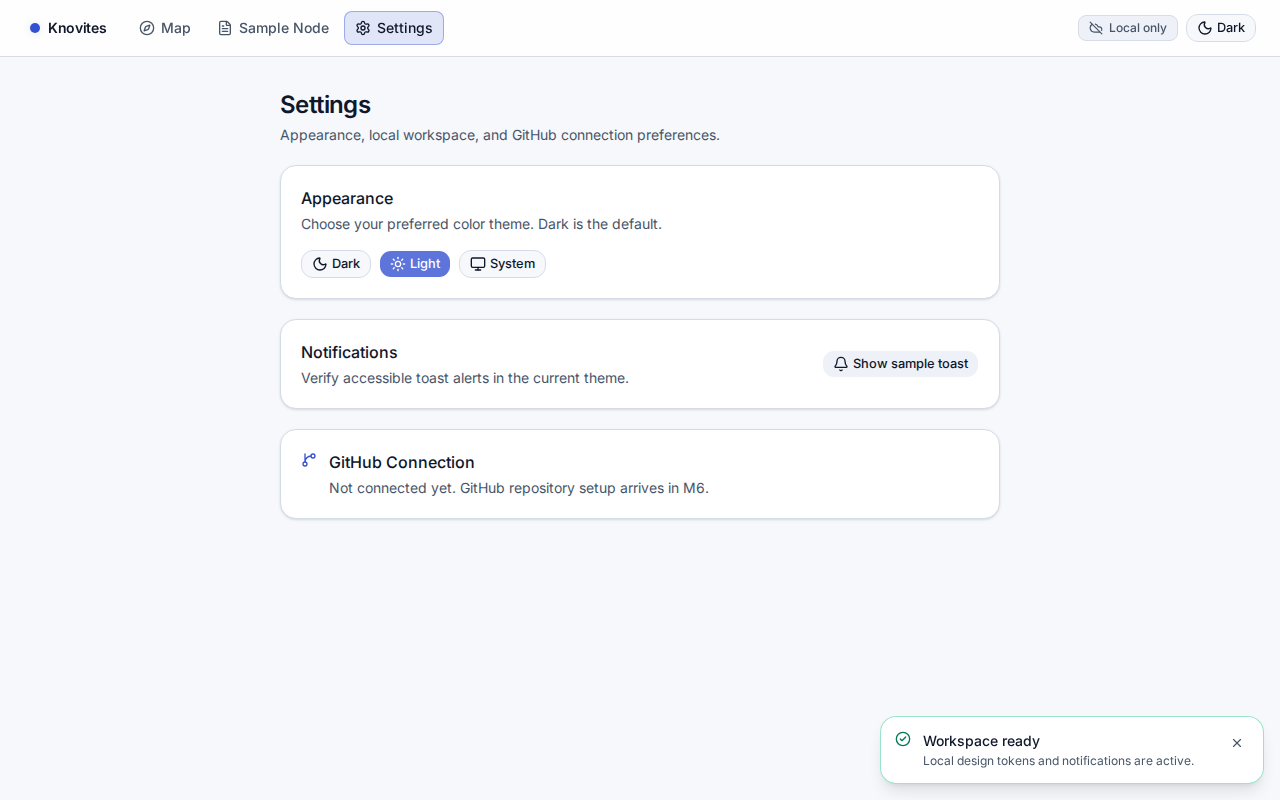 Knovites
Map
Sample Node
Settings
Local only
Dark
Settings
Appearance, local workspace, and GitHub connection preferences.
Appearance
Choose your preferred color theme. Dark is the default.
Dark
Light
System
Notifications
Verify accessible toast alerts in the current theme.
Show sample toast
GitHub Connection
Not connected yet. GitHub repository setup arrives in M6.
Workspace ready
Local design tokens and notifications are active.